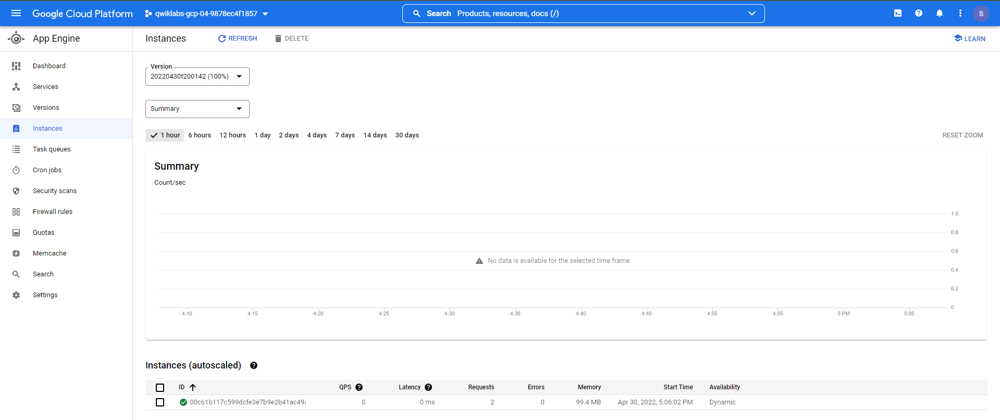 Google Cloud Platform qwiklabs-gcp-04-9878ec4f1857 Search Products, resources, docs (/) S
App Engine Instances REFRESH DELETE LEARN
Dashboard
Services
Versions
Instances
Task queues
Cron jobs
Security scans
Firewall rules
Quotas
Memcache
Search
Settings
Version
20220430t200142 (100%)
Summary
1 hour 6 hours 12 hours 1 day 2 days 4 days 7 days 14 days 30 days RESET ZOOM
Summary
Count/sec
1.0
0.8
0.6
No data is available for the selected time frame.
0.4
0.2
0
4:10 4:15 4:20 4:25 4:30 4:35 4:40 4:45 4:50 4:55 5 PM 5:05
Instances (autoscaled)
ID QPS Latency Requests Errors Memory Start Time Availability
00c61b117c599dcfe3e7b9e2b41ac49 0 0 ms 2 0 99.4 MB Apr 30, 2022, 5:06:02 PM Dynamic